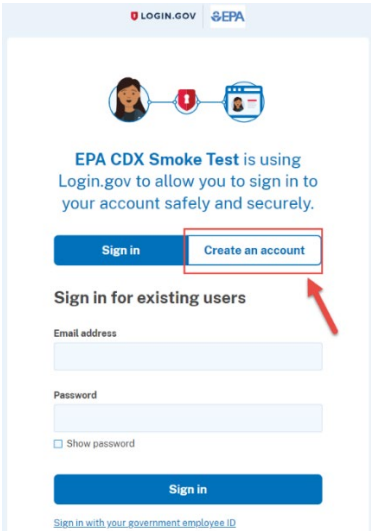 LOGIN.GOV EPA
EPA CDX Smoke Test is using
Login.gov to allow you to sign in to
your account safely and securely.
Sign in Create an account
Sign in for existing users
Email address
Password
Show password
Sign in
Sign in with your government employee ID